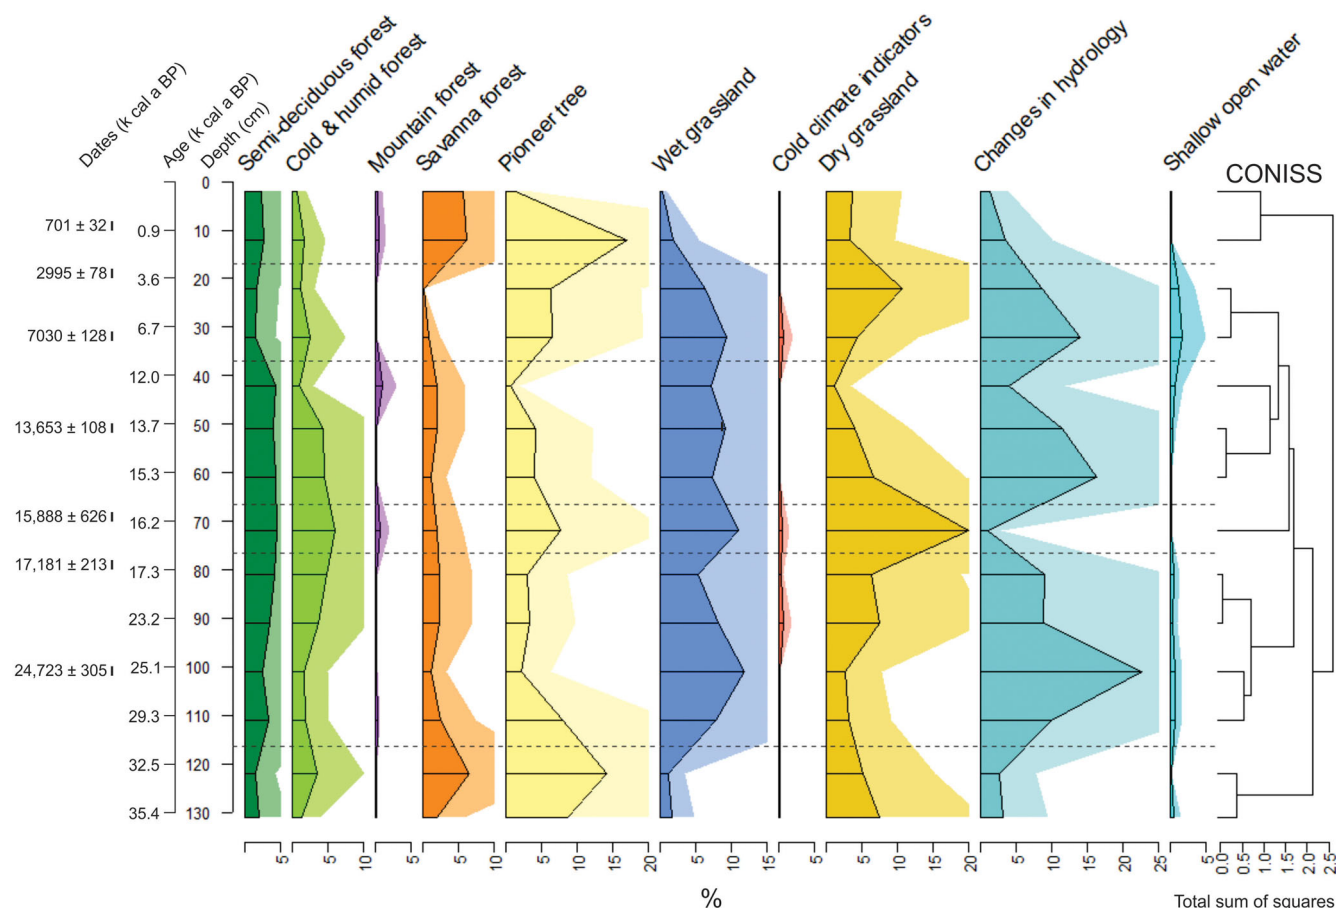 Dates (k cal a BP)
Age (k cal a BP)
Depth (cm)
Semi-deciduous forest
Cold & humid forest
Mountain forest
Savanna forest
Pioneer tree
Wet grassland
Cold climate indicators
Dry grassland
Changes in hydrology
Shallow open water
CONISS
0
701 ± 32
0.9
10
2995 ± 78
3.6
20
7030 ± 128
6.7
30
12.0
40
13,653 ± 108
13.7
50
15.3
60
15,888 ± 626
16.2
70
17,181 ± 213
17.3
80
23.2
90
24,723 ± 305
25.1
100
29.3
110
32.5
120
35.4
130
5
5
10
5
5
10
5
10
15
20
5
10
15
5
5
10
15
20
5
10
15
20
25
5
0.0
0.5
1.0
1.5
2.0
2.5
%
Total sum of squares